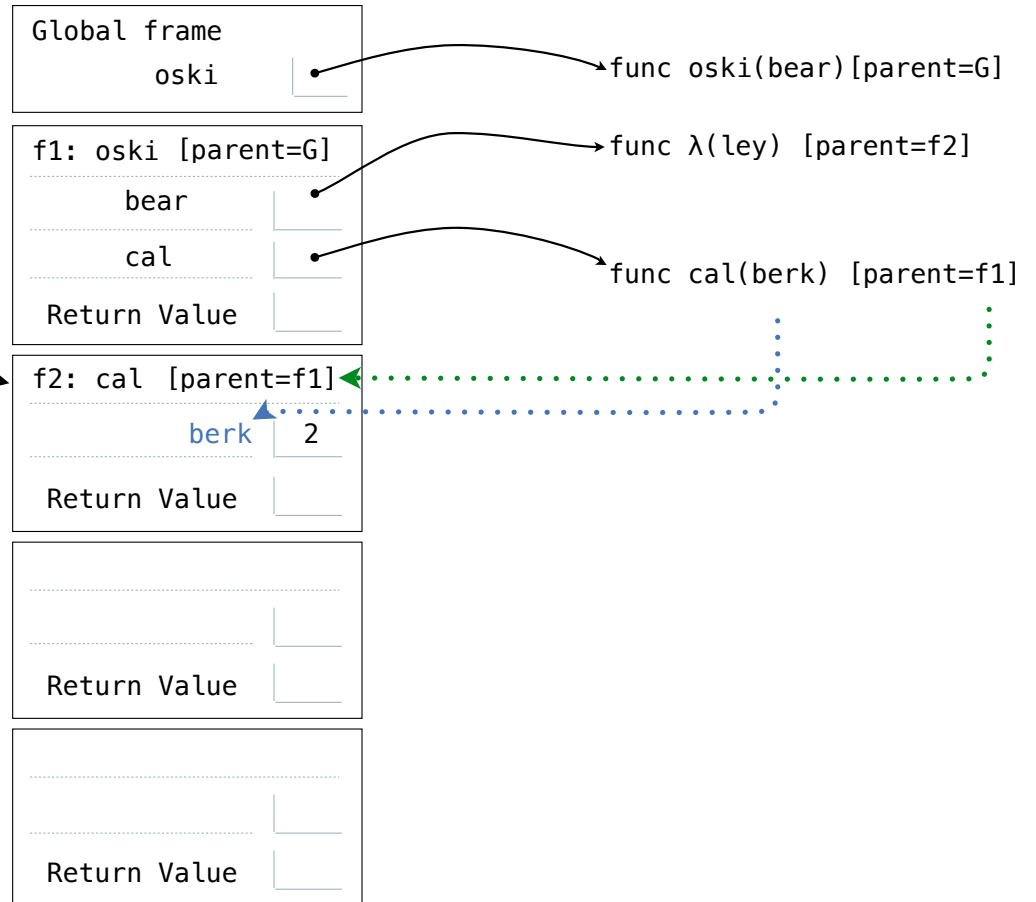 Global frame
oski
func oski(bear)[parent=G]
f1: oski [parent=G]
func λ(ley) [parent=f2]
bear
cal
func cal(berk) [parent=f1]
Return Value
f2: cal [parent=f1]
berk 2
Return Value
Return Value
Return Value